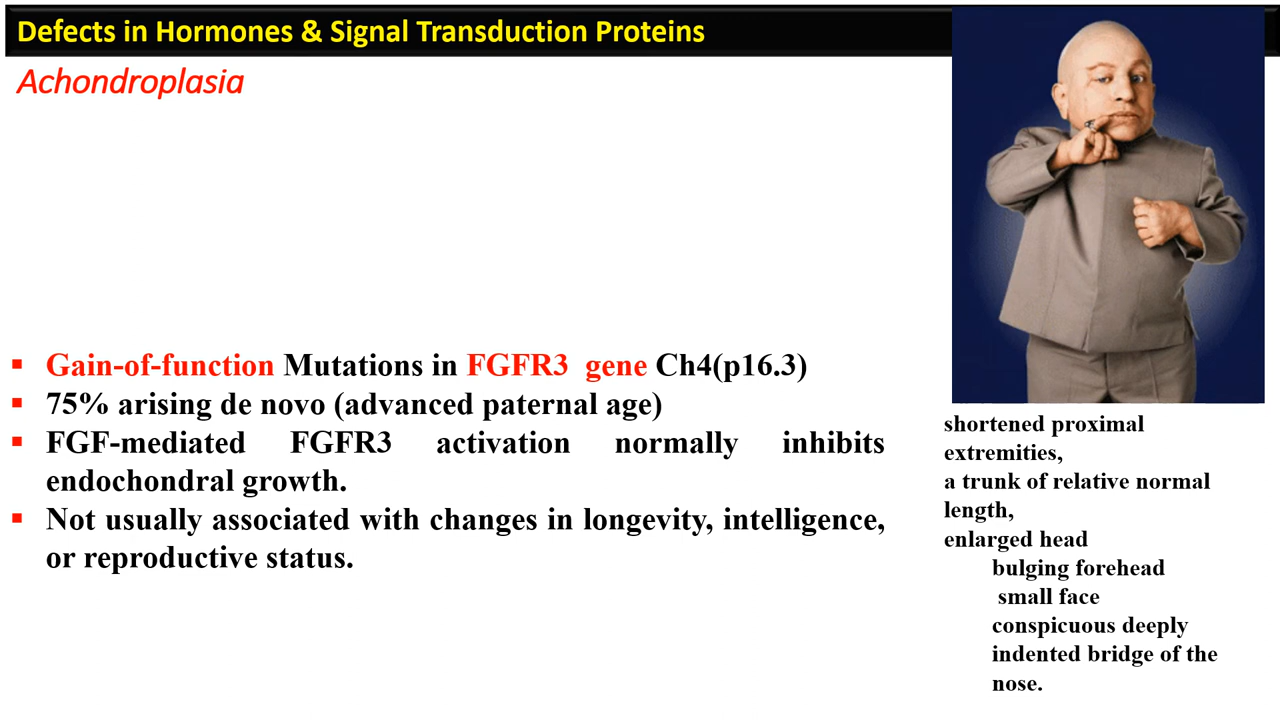 Defects in Hormones & Signal Transduction Proteins
Achondroplasia
▪ Gain-of-function Mutations in FGFR3 gene Ch4(p16.3)
▪ 75% arising de novo (advanced paternal age)
▪ FGF-mediated FGFR3 activation normally inhibits
endochondral growth.
▪ Not usually associated with changes in longevity, intelligence,
or reproductive status.
shortened proximal
extremities,
a trunk of relative normal
length,
enlarged head
bulging forehead
small face
conspicuous deeply
indented bridge of the
nose.